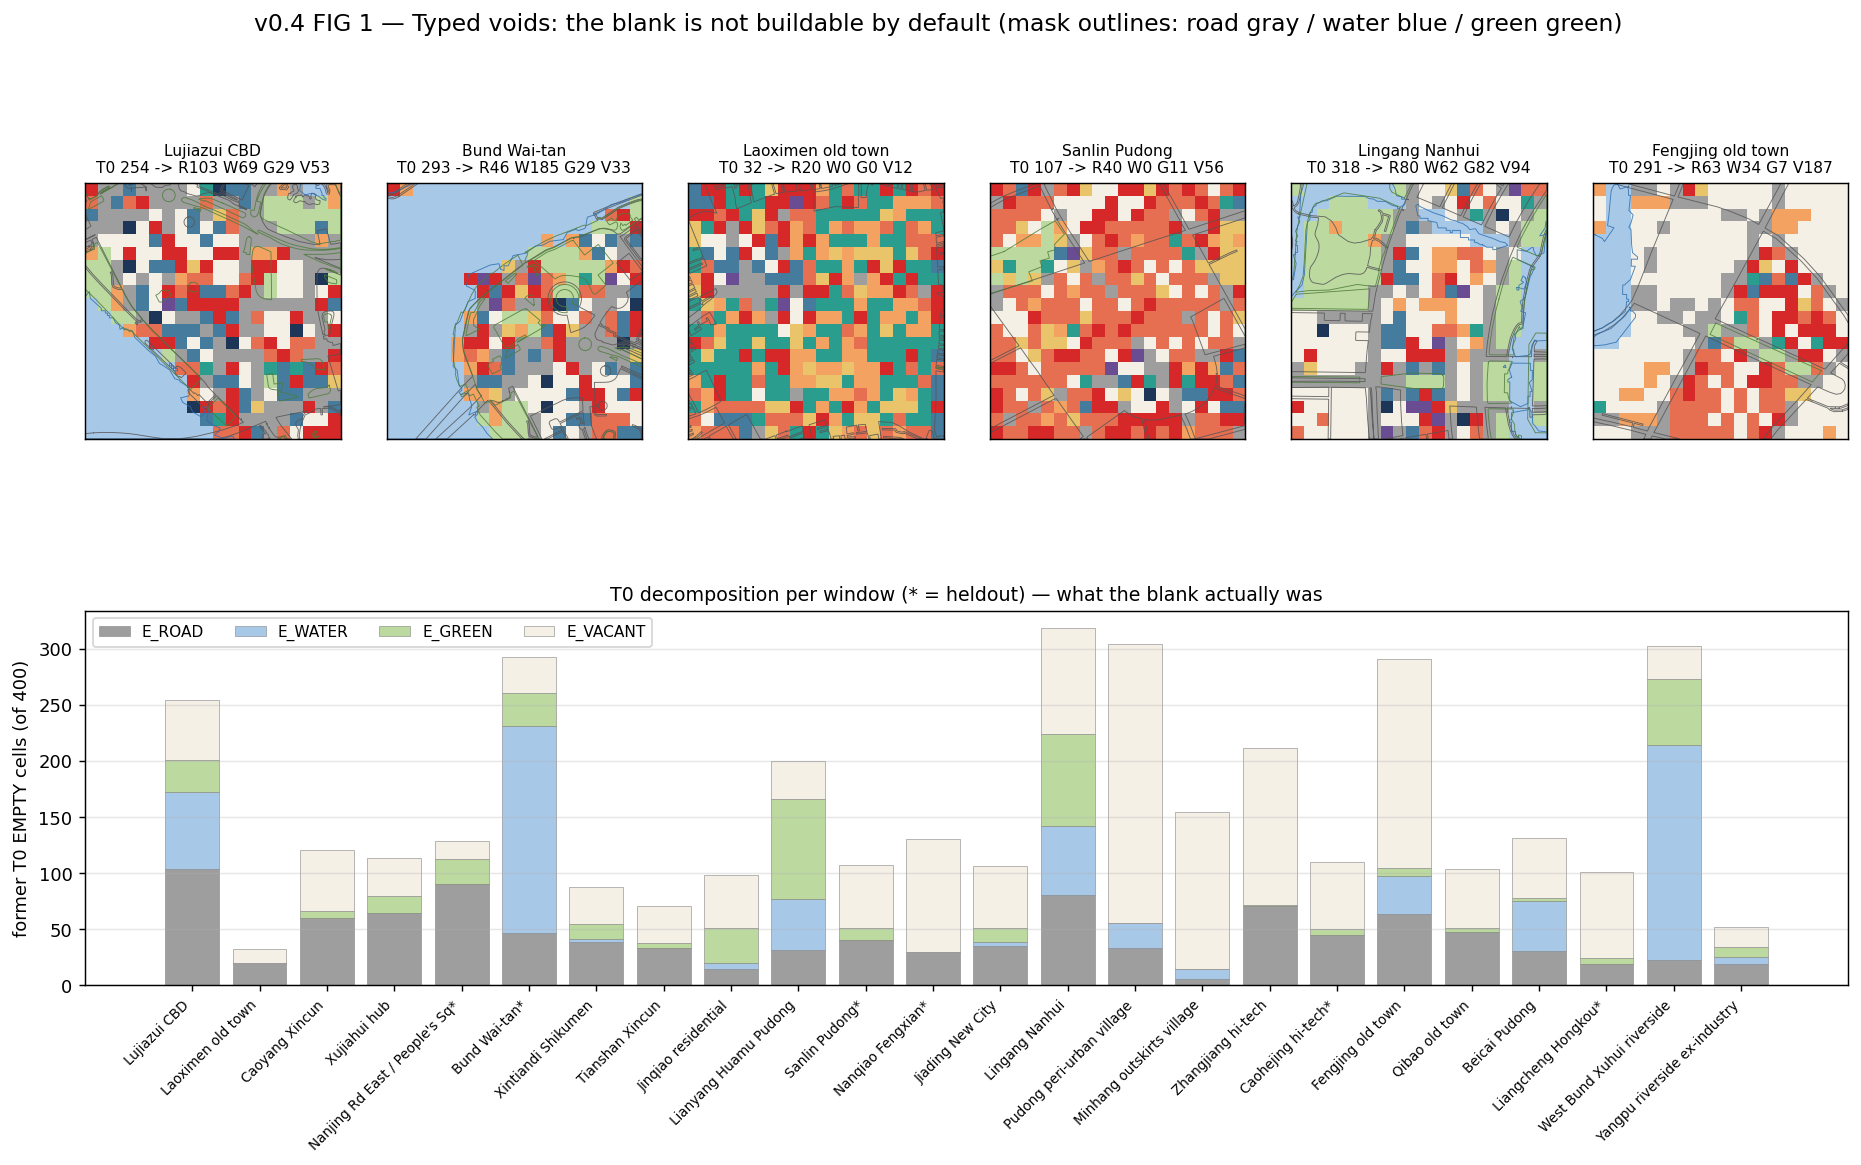 v0.4 FIG 1 — Typed voids: the blank is not buildable by default (mask outlines: road gray / water blue / green green)
Lujiazui CBD
T0 254 -> R103 W69 G29 V53
Bund Wai-tan
T0 293 -> R46 W185 G29 V33
Laoximen old town
T0 32 -> R20 W0 G0 V12
Sanlin Pudong
T0 107 -> R40 W0 G11 V56
Lingang Nanhui
T0 318 -> R80 W62 G82 V94
Fengjing old town
T0 291 -> R63 W34 G7 V187
T0 decomposition per window (* = heldout) — what the blank actually was
E_ROAD
E_WATER
E_GREEN
E_VACANT
former T0 EMPTY cells (of 400)
300
250
200
150
100
50
0
Lujiazui CBD
Laoximen old town
Caoyang Xincun
Xujiahui hub
Nanjing Rd East / People's Sq*
Bund Wai-tan*
Xintiandi Shikumen
Tianshan Xincun
Jinqiao residential
Lianyang Huamu Pudong
Sanlin Pudong*
Nanqiao Fengxian*
Jiading New City
Lingang Nanhui
Pudong peri-urban village
Minhang outskirts village
Zhangjiang hi-tech
Caohejing hi-tech*
Fengjing old town
Qibao old town
Beicai Pudong
Liangcheng Hongkou*
West Bund Xuhui riverside
Yangpu riverside ex-industry